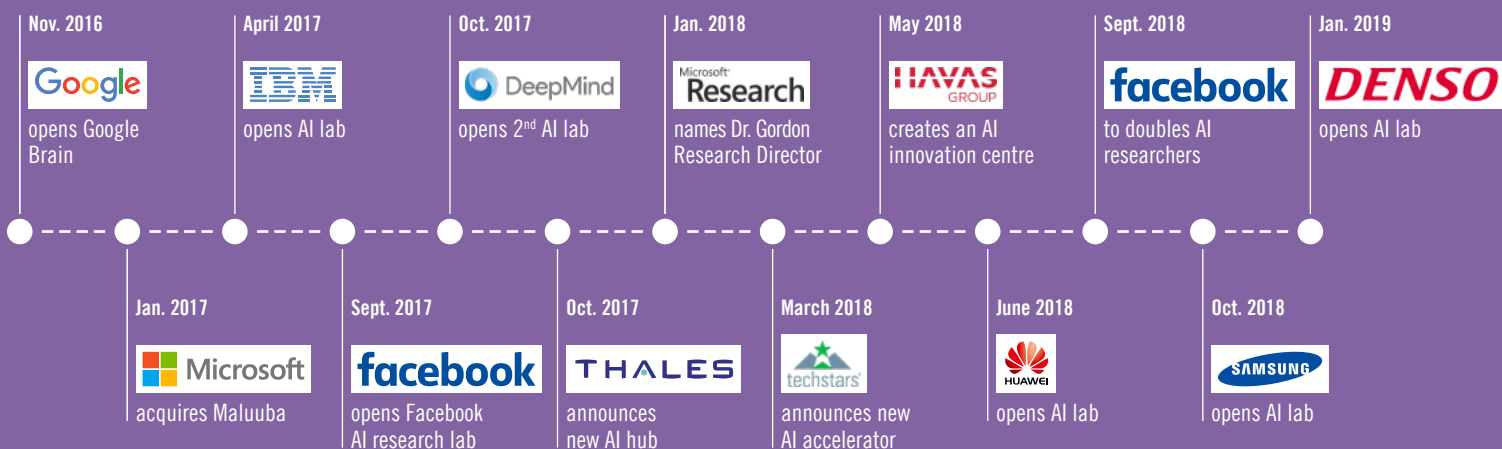 Nov. 2016
Google
opens Google
Brain
Jan. 2017
Microsoft
acquires Maluuba
April 2017
IBM
opens AI lab
Sept. 2017
facebook
opens Facebook
AI research lab
Oct. 2017
DeepMind
opens 2nd AI lab
Oct. 2017
THALES
announces
new AI hub
Jan. 2018
Microsoft
Research
names Dr. Gordon
Research Director
March 2018
techstars
announces new
AI accelerator
May 2018
HAVAS
GROUP
creates an AI
innovation centre
June 2018
HUAWEI
opens AI lab
Sept. 2018
facebook
to doubles AI
researchers
Oct. 2018
SAMSUNG
opens AI lab
Jan. 2019
DENSO
opens AI lab